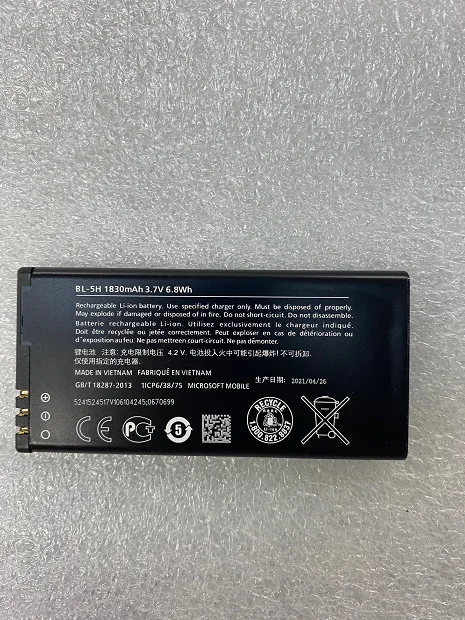 BL-5H 1830mAh 3.7V 6.8Wh
Rechargeable Li-ion battery. Use specified charger only. Must be disposed of properly.
May explode if damaged or disposed of in fire. Do not short-circuit. Do not disassemble.
Batterie rechargeable Li-ion. Utilisez exclusivement le chargeur indiqué.
Doit être recyclée ou jetée correctement. Peut exploser en cas de dommages ou
d'exposition au feu. Ne pas mettre en court-circuit. Ne pas démonter.
锂电池 注意: 充电限制电压 4.2 V. 电池投入火中可能引起爆炸! 不可拆卸.
仅使用指定的充电器.
MADE IN VIETNAM FABRIQUÉ EN VIETNAM 生产日期: 2021/04/26
GB/T 18287-2013 1ICP6/38/75 MICROSOFT MOBILE
5241524517V106104245;0670699
CE 5
RECYCLE
LI-ION
1.800.822.8837